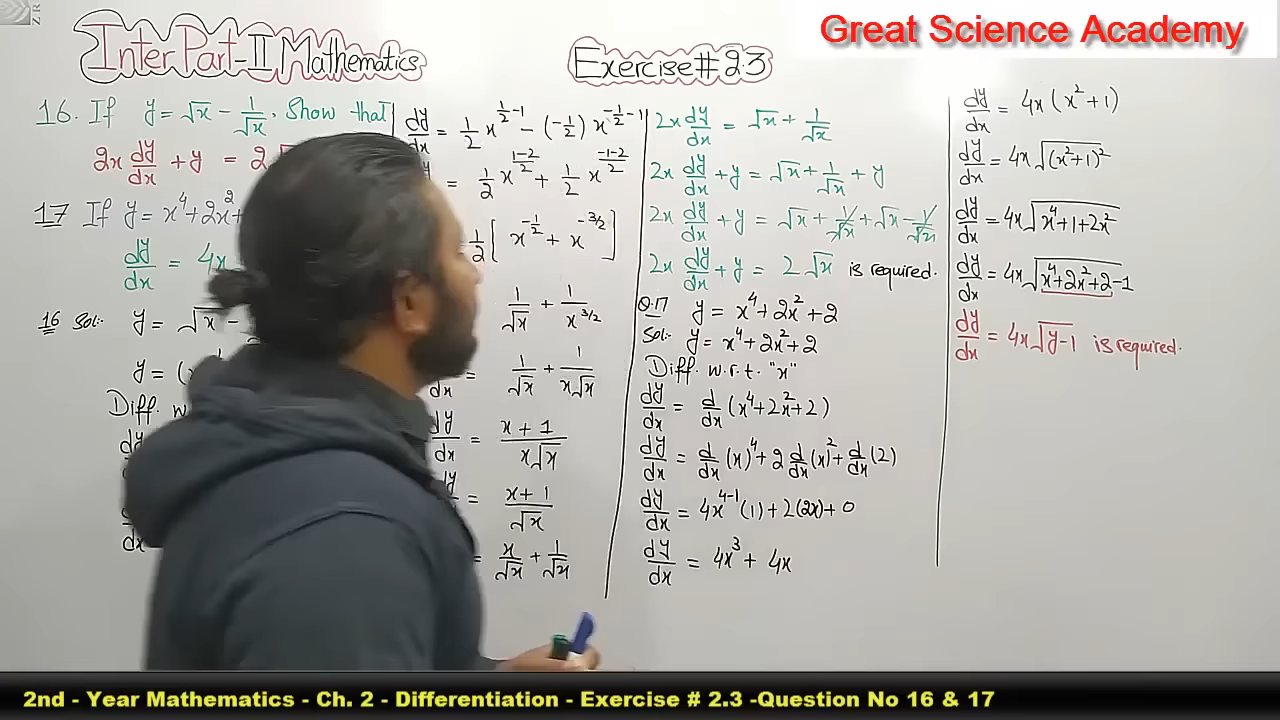 ZR
Great Science Academy
Inter Part-II Mathematics
Exercise # 2.3
16. If y = √x - 1/√x . Show that
2x dy/dx + y = 2
17 If y = x⁴+2x²+
dy/dx = 4x
16 Sol:- y = √x -
y = (x
Diff. w
dy
dx
dy/dx = 1/2 x^(1/2-1) - (-1/2) x^(-1/2-1)
= 1/2 x^((1-2)/2) + 1/2 x^((-1-2)/2)
1/2 [ x^(-1/2) + x^(-3/2) ]
1/√x + 1/x^(3/2)
dx = 1/√x + 1/(x√x)
dy/dx = (x+1)/(x√x)
dy/dx = (x+1)/√x
= x/√x + 1/√x
2x dy/dx = √x + 1/√x
2x dy/dx + y = √x + 1/√x + y
2x dy/dx + y = √x + 1/√x + √x - 1/√x
2x dy/dx + y = 2√x is required.
Q.17 y = x⁴+2x²+2
Sol:- y = x⁴+2x²+2
Diff. w.r.t. "x"
dy/dx = d/dx (x⁴+2x²+2)
dy/dx = d/dx (x)⁴ + 2 d/dx (x)² + d/dx (2)
dy/dx = 4x^(4-1) (1) + 2(2x) + 0
dy/dx = 4x³ + 4x
dy/dx = 4x (x²+1)
dy/dx = 4x √(x²+1)²
dy/dx = 4x √x⁴+1+2x²
dy/dx = 4x √x⁴+2x²+2-1
dy/dx = 4x √y-1 is required.
2nd - Year Mathematics - Ch. 2 - Differentiation - Exercise # 2.3 -Question No 16 & 17